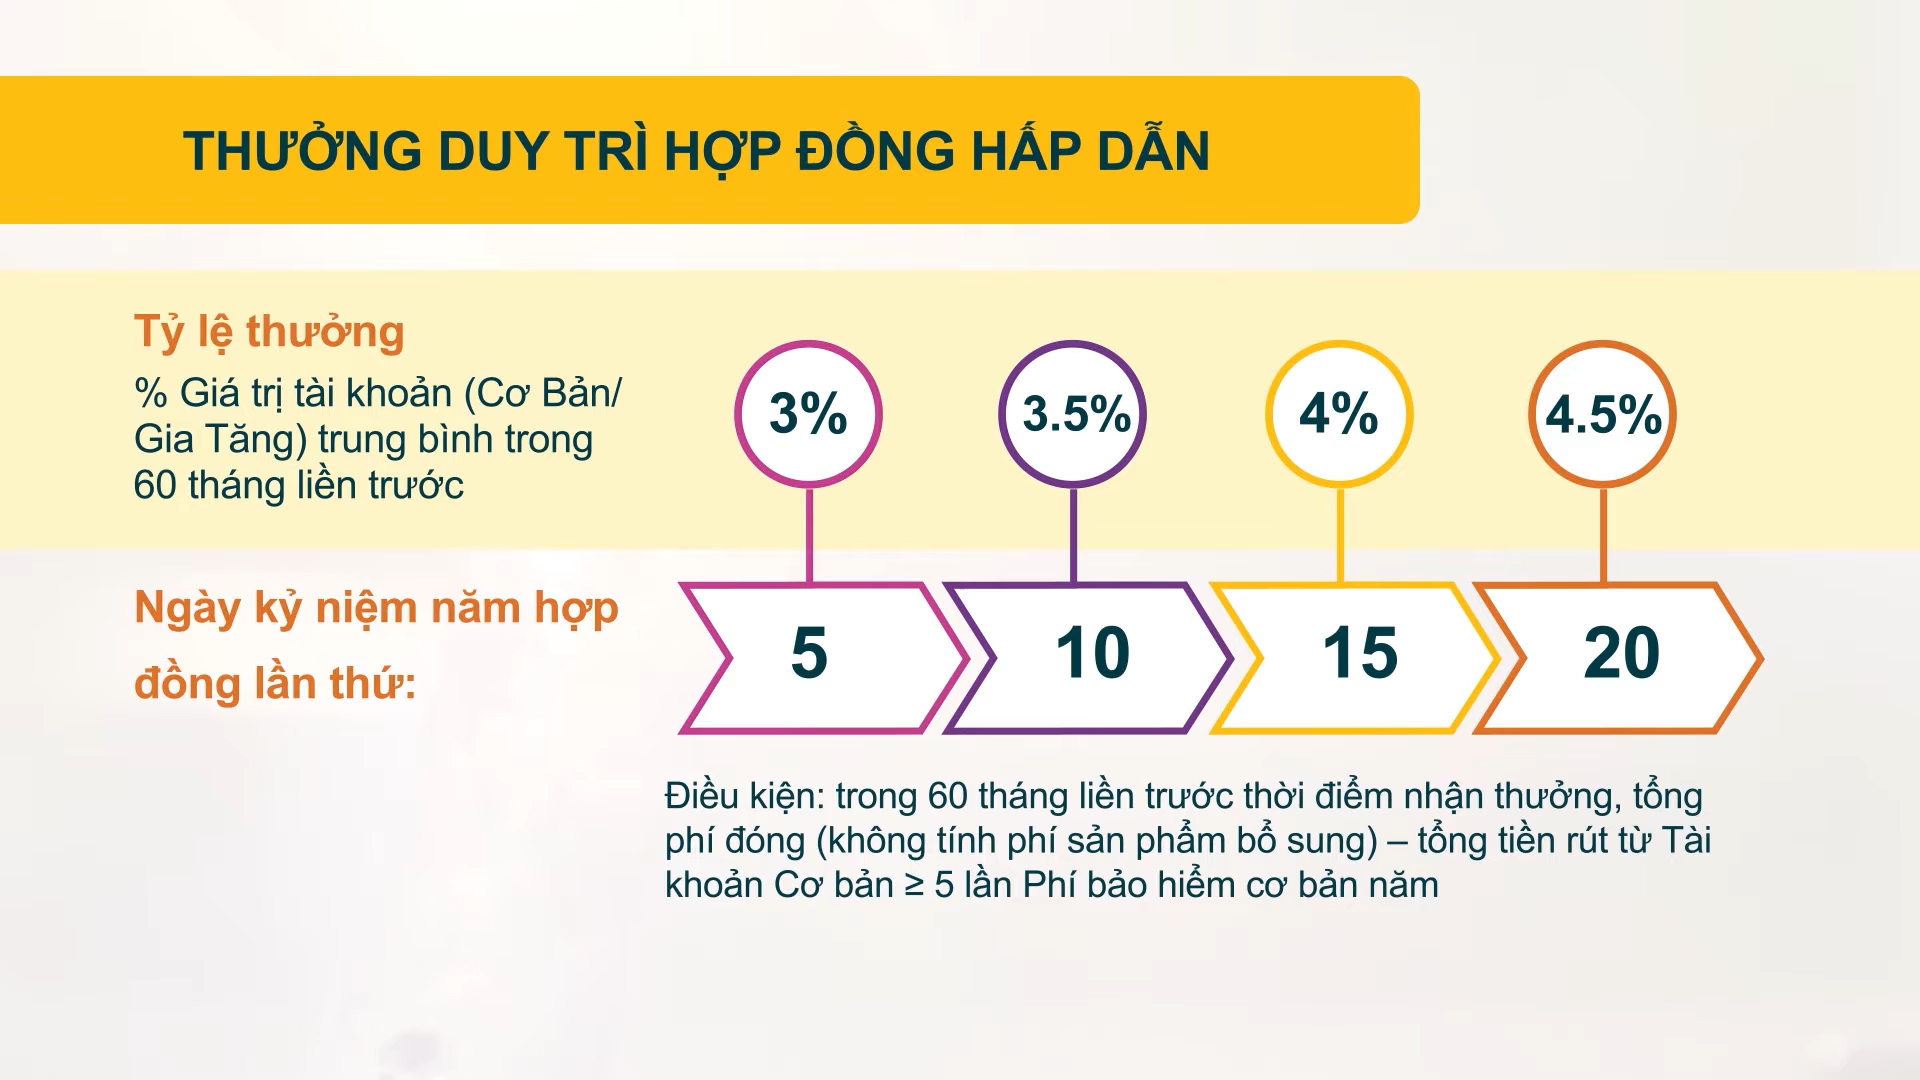 THƯỞNG DUY TRÌ HỢP ĐỒNG HẤP DẪN
Tỷ lệ thưởng
% Giá trị tài khoản (Cơ Bản/
Gia Tăng) trung bình trong
60 tháng liền trước
3%
3.5%
4%
4.5%
Ngày kỷ niệm năm hợp
đồng lần thứ:
5
10
15
20
Điều kiện: trong 60 tháng liền trước thời điểm nhận thưởng, tổng
phí đóng (không tính phí sản phẩm bổ sung) – tổng tiền rút từ Tài
khoản Cơ bản ≥ 5 lần Phí bảo hiểm cơ bản năm